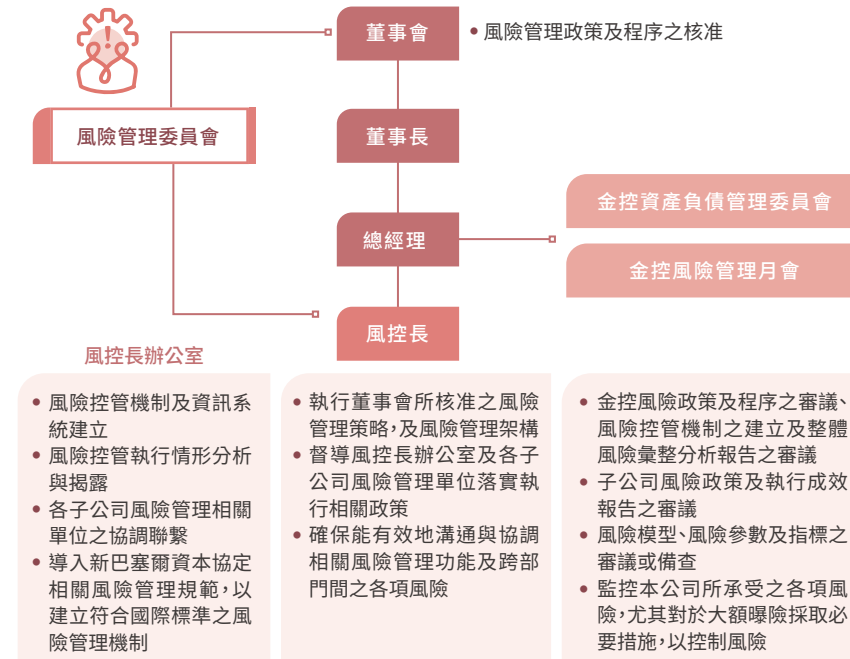 董事會
• 風險管理政策及程序之核准
風險管理委員會
董事長
金控資產負債管理委員會
總經理
金控風險管理月會
風控長
風控長辦公室
• 風險控管機制及資訊系
統建立
• 風險控管執行情形分析
與揭露
• 各子公司風險管理相關
單位之協調聯繫
• 導入新巴塞爾資本協定
相關風險管理規範,以
建立符合國際標準之風
險管理機制
• 執行董事會所核准之風險
管理策略,及風險管理架構
• 督導風控長辦公室及各子
公司風險管理單位落實執
行相關政策
• 確保能有效地溝通與協調
相關風險管理功能及跨部
門間之各項風險
• 金控風險政策及程序之審議、
風險控管機制之建立及整體
風險彙整分析報告之審議
• 子公司風險政策及執行成效
報告之審議
• 風險模型、風險參數及指標之
審議或備查
• 監控本公司所承受之各項風
險,尤其對於大額曝險採取必
要措施,以控制風險